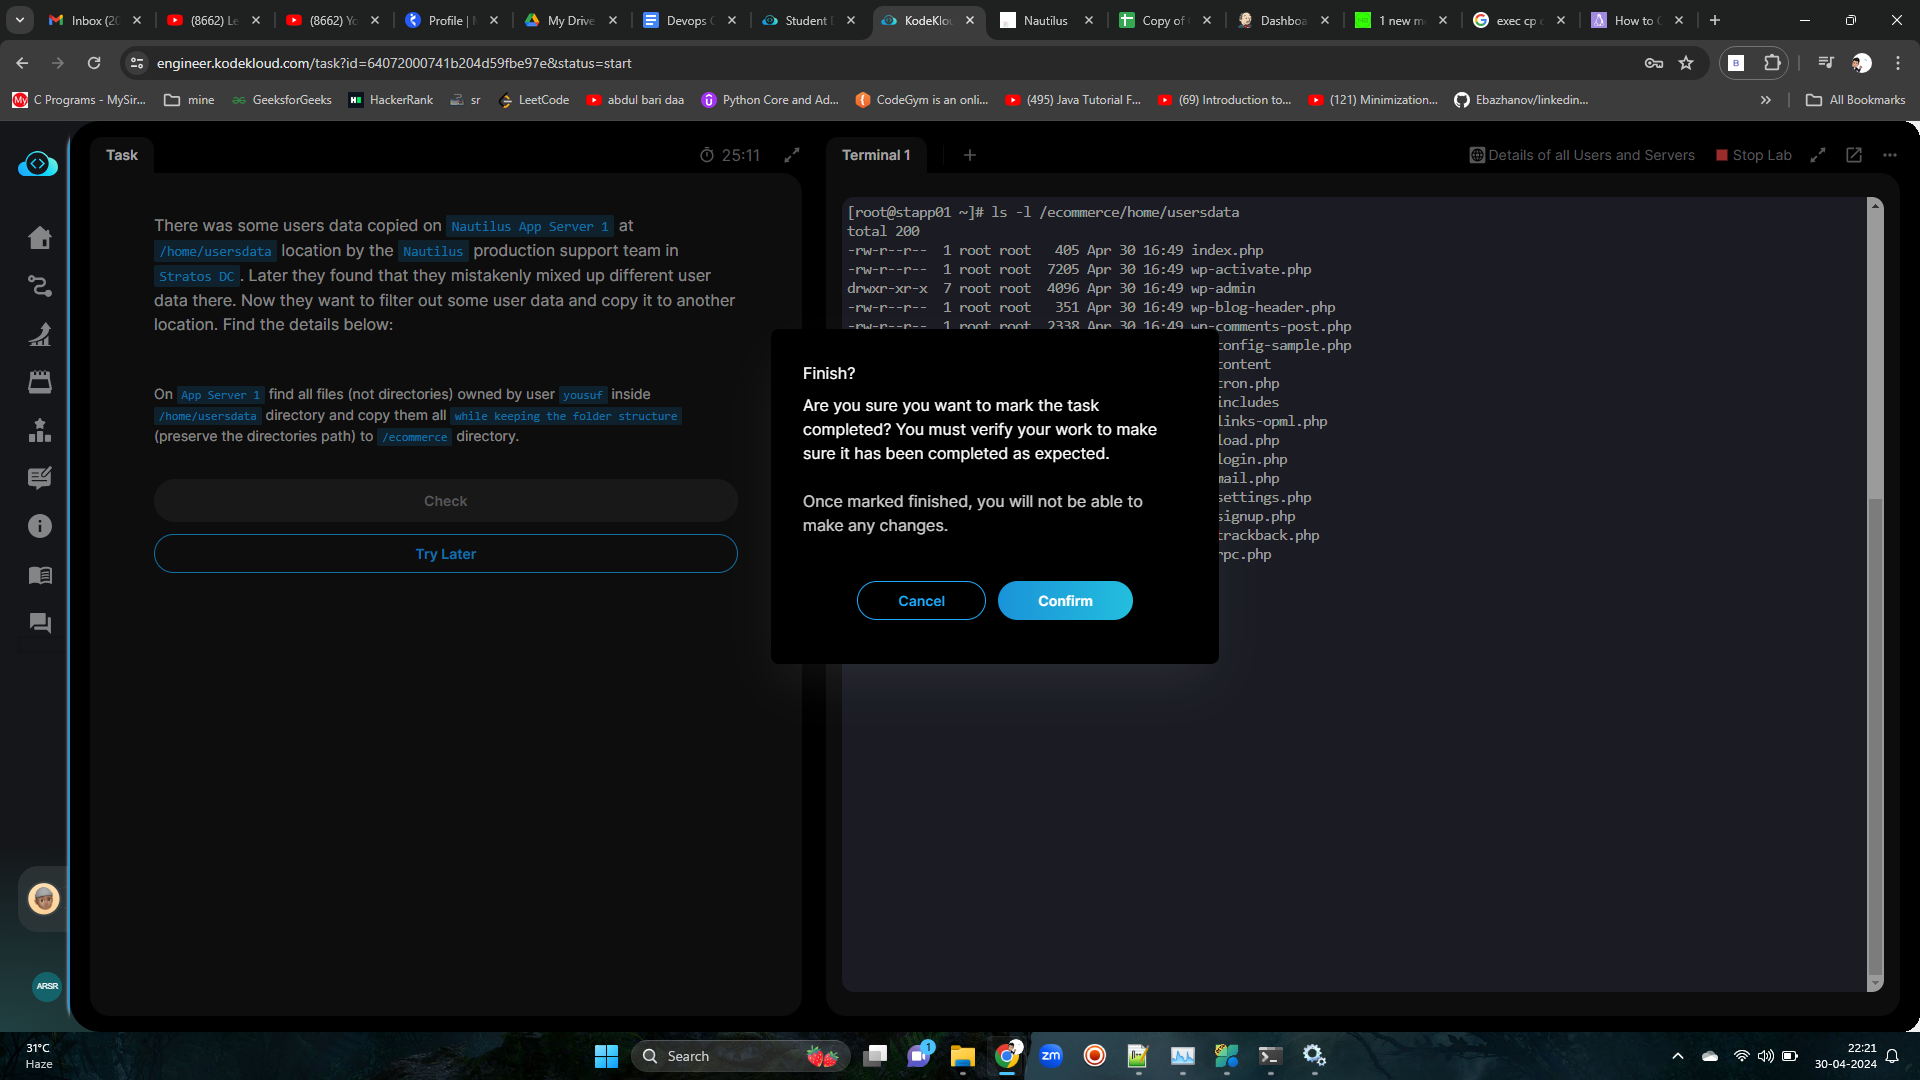 Inbox (20
(8662) Le
(8662) Yo
Profile | M
My Drive
Devops C
Student D
KodeKlou
Nautilus
Copy of
Dashboa
1 new m
exec cp c
How to C
engineer.kodekloud.com/task?id=64072000741b204d59fbe97e&status=start
C Programs - MySir...
mine
GeeksforGeeks
HackerRank
sr
LeetCode
abdul bari daa
Python Core and Ad...
CodeGym is an onli...
(495) Java Tutorial F...
(69) Introduction to...
(121) Minimization...
Ebazhanov/linkedin...
All Bookmarks
Task
25:11
Terminal 1
Details of all Users and Servers
Stop Lab
There was some users data copied on Nautilus App Server 1 at
/home/usersdata location by the Nautilus production support team in
Stratos DC. Later they found that they mistakenly mixed up different user
data there. Now they want to filter out some user data and copy it to another
location. Find the details below:
On App Server 1 find all files (not directories) owned by user yousuf inside
/home/usersdata directory and copy them all while keeping the folder structure
(preserve the directories path) to /ecommerce directory.
Check
Try Later
[root@stapp01 ~]# ls -l /ecommerce/home/usersdata
total 200
-rw-r--r-- 1 root root 405 Apr 30 16:49 index.php
-rw-r--r-- 1 root root 7205 Apr 30 16:49 wp-activate.php
drwxr-xr-x 7 root root 4096 Apr 30 16:49 wp-admin
-rw-r--r-- 1 root root 351 Apr 30 16:49 wp-blog-header.php
-rw-r--r-- 1 root root 2338 Apr 30 16:49 wp-comments-post.php
config-sample.php
content
cron.php
includes
links-opml.php
load.php
login.php
mail.php
settings.php
signup.php
trackback.php
rpc.php
Finish?
Are you sure you want to mark the task
completed? You must verify your work to make
sure it has been completed as expected.
Once marked finished, you will not be able to
make any changes.
Cancel
Confirm
ARSR
31°C
Haze
Search
1
zm
22:21
30-04-2024